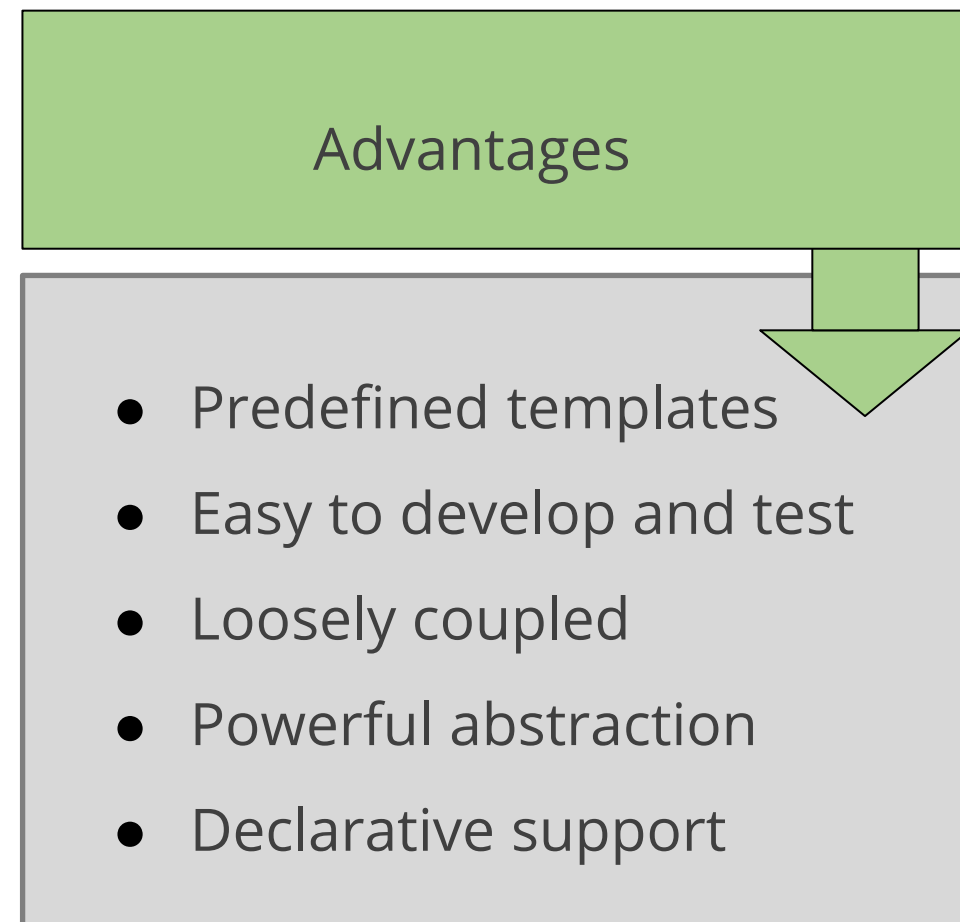 Advantages
● Predefined templates
● Easy to develop and test
● Loosely coupled
● Powerful abstraction
● Declarative support